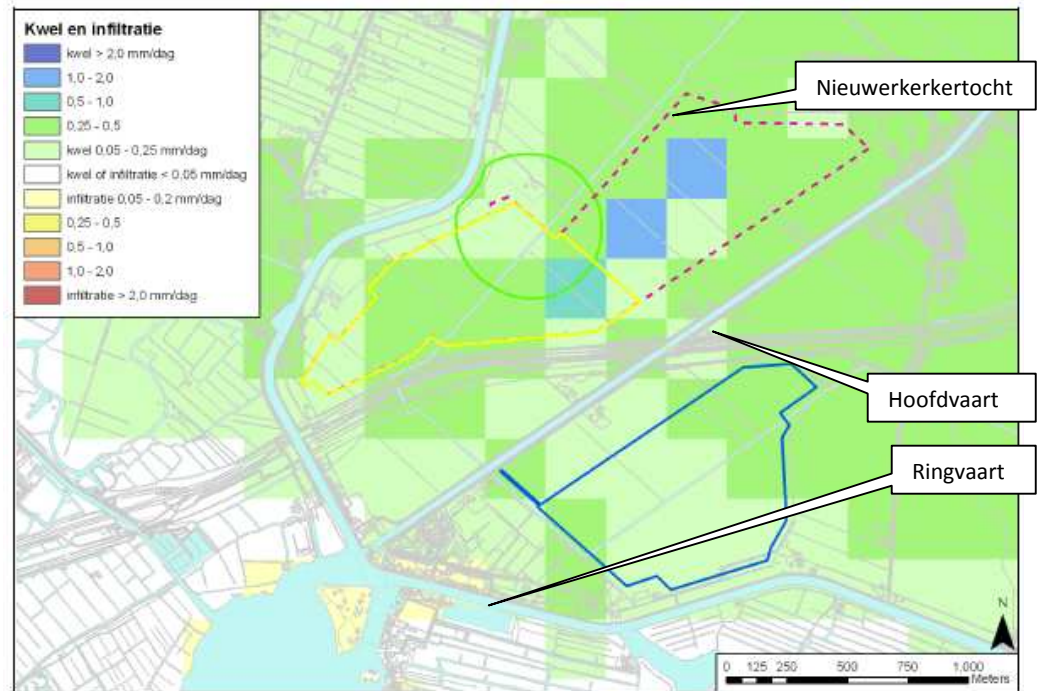 Kwel en infiltratie
kwel > 2,0 mm/dag
1,0 - 2,0
0,5 - 1,0
0,25 - 0,5
kwel 0,05 - 0,25 mm/dag
kwel of infiltratie < 0,05 mm/dag
infiltratie 0,05 - 0,2 mm/dag
0,25 - 0,5
0,5 - 1,0
1,0 - 2,0
infiltratie > 2,0 mm/dag
Nieuwerkerkertocht
Hoofdvaart
Ringvaart
N
0 125 250 500 750 1.000
Meters